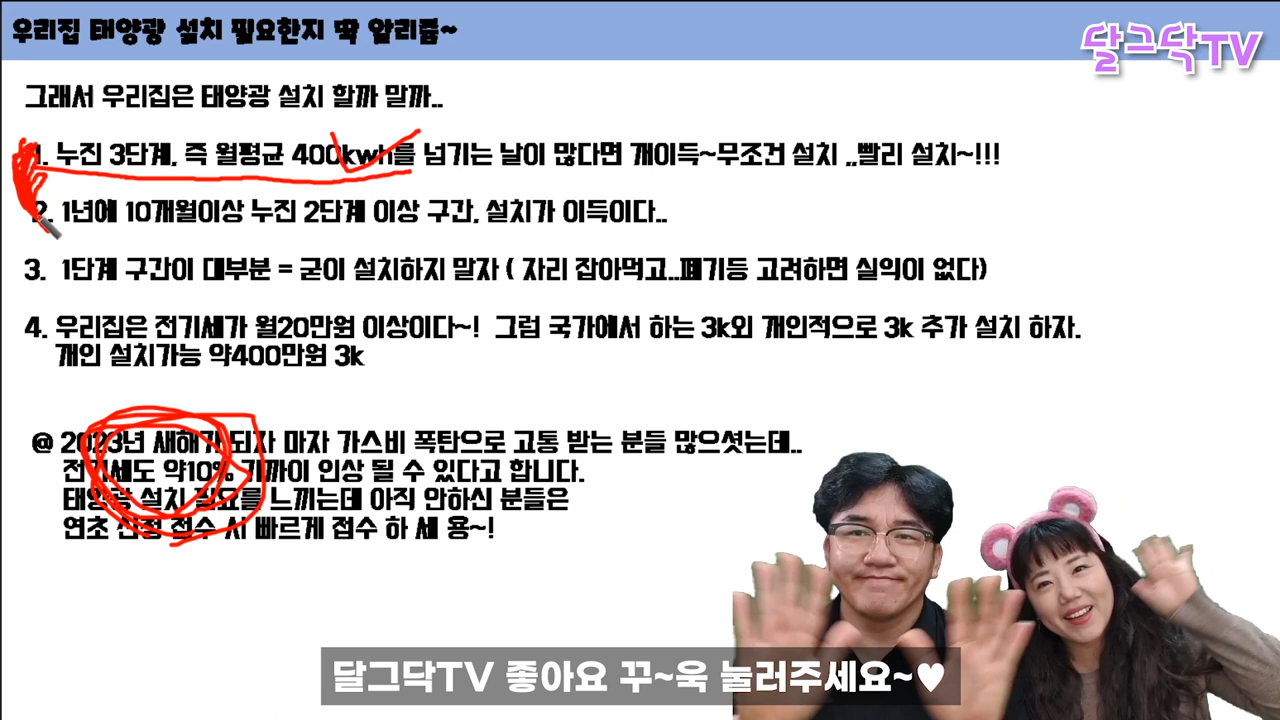 우리집 태양광 설치 필요한지 딱 알리줌~
달그닥TV
그래서 우리집은 태양광 설치 할까 말까..
1. 누진 3단계, 즉 월평균 400kwh를 넘기는 날이 많다면 개이득~무조건 설치 ..빨리 설치~!!!
2. 1년에 10개월이상 누진 2단계 이상 구간, 설치가 이득이다..
3. 1단계 구간이 대부분 = 굳이 설치하지 말자 ( 자리 잡아먹고..폐기등 고려하면 실익이 없다)
4. 우리집은 전기세가 월20만원 이상이다~! 그럼 국가에서 하는 3k외 개인적으로 3k 추가 설치 하자.
개인 설치가능 약400만원 3k
@ 2023년 새해가 되자 마자 가스비 폭탄으로 고통 받는 분들 많으셧는데..
전기세도 약10% 가까이 인상 될 수 있다고 합니다.
태양광 설치 필요를 느끼는데 아직 안하신 분들은
연초 신청 접수 시 빠르게 접수 하 세 용~!
달그닥TV 좋아요 꾸~욱 눌러주세요~♥